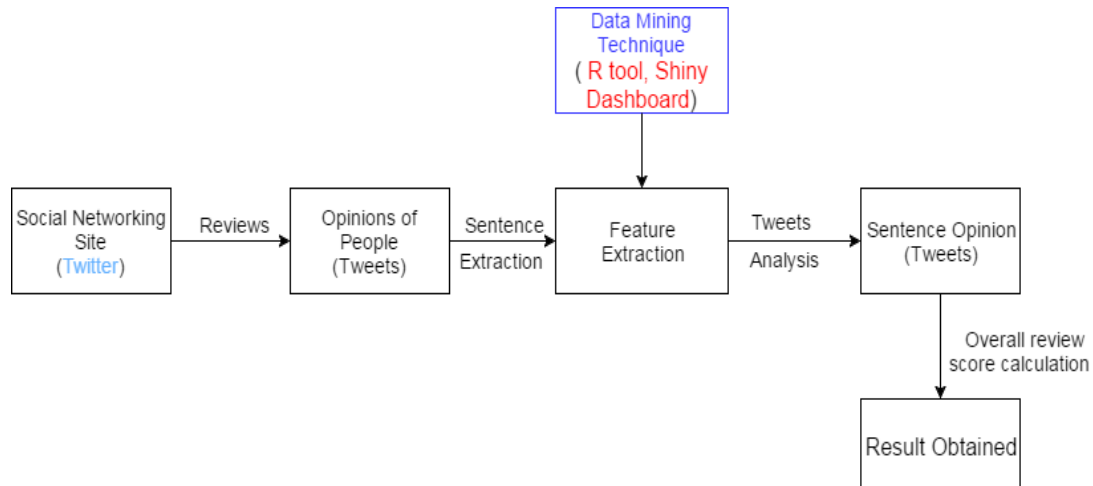 Data Mining
Technique
( R tool, Shiny
Dashboard)
Social Networking
Site
(Twitter)
Reviews
Opinions of
People
(Tweets)
Sentence
Extraction
Feature
Extraction
Tweets
Analysis
Sentence Opinion
(Tweets)
Overall review
score calculation
Result Obtained